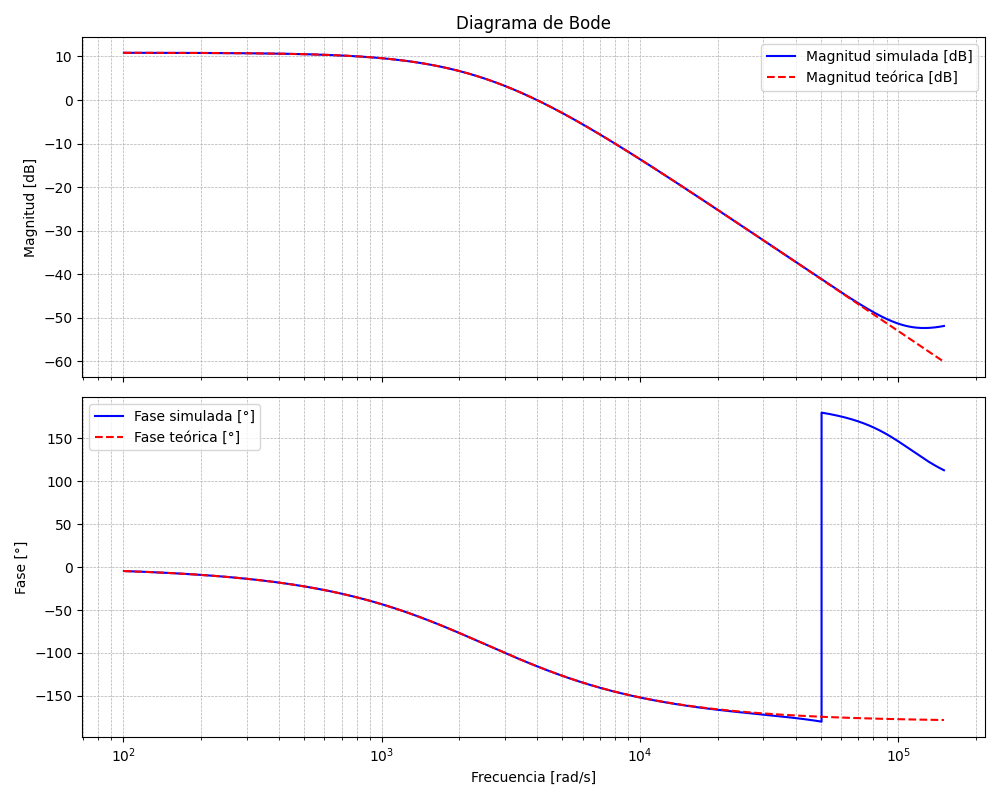 Diagrama de Bode
Magnitud [dB]
10
0
−10
−20
−30
−40
−50
−60
Magnitud simulada [dB]
Magnitud teórica [dB]
Fase [°]
150
100
50
0
−50
−100
−150
Fase simulada [°]
Fase teórica [°]
10² 10³ 10⁴ 10⁵
Frecuencia [rad/s]